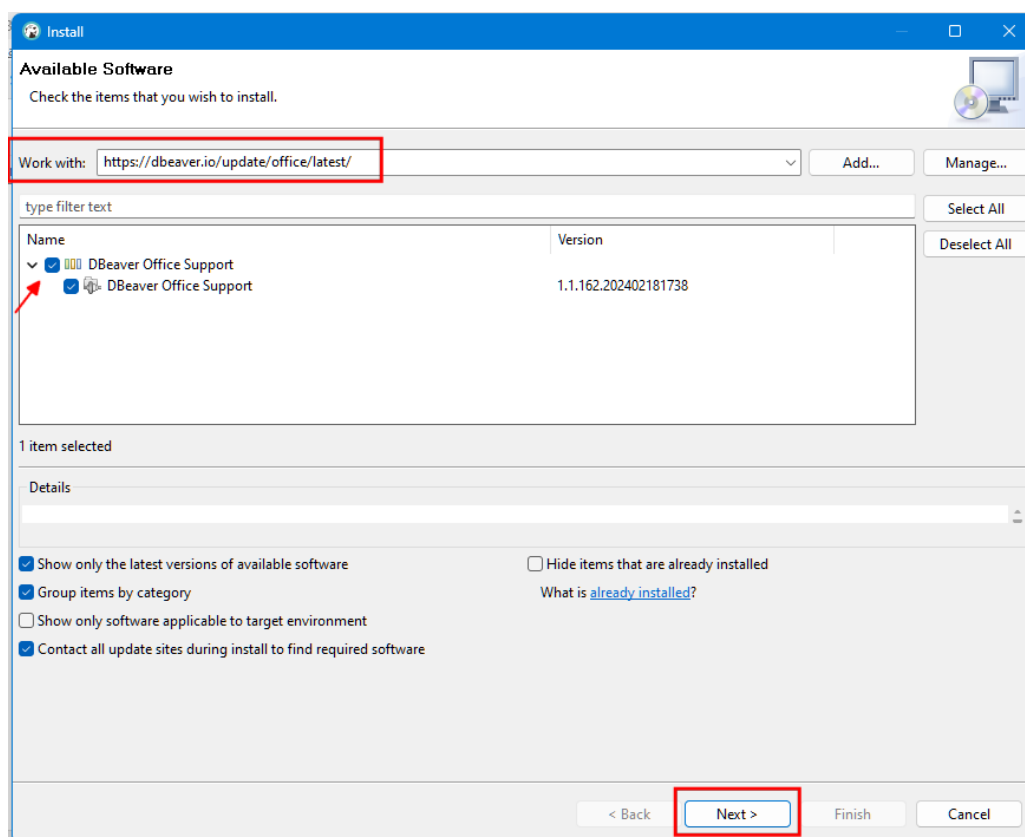 Install
Available Software
Check the items that you wish to install.
Work with: https://dbeaver.io/update/office/latest/ Add... Manage...
type filter text Select All
Name Version Deselect All
DBeaver Office Support
DBeaver Office Support 1.1.162.202402181738
1 item selected
Details
Show only the latest versions of available software Hide items that are already installed
Group items by category What is already installed?
Show only software applicable to target environment
Contact all update sites during install to find required software
< Back Next > Finish Cancel